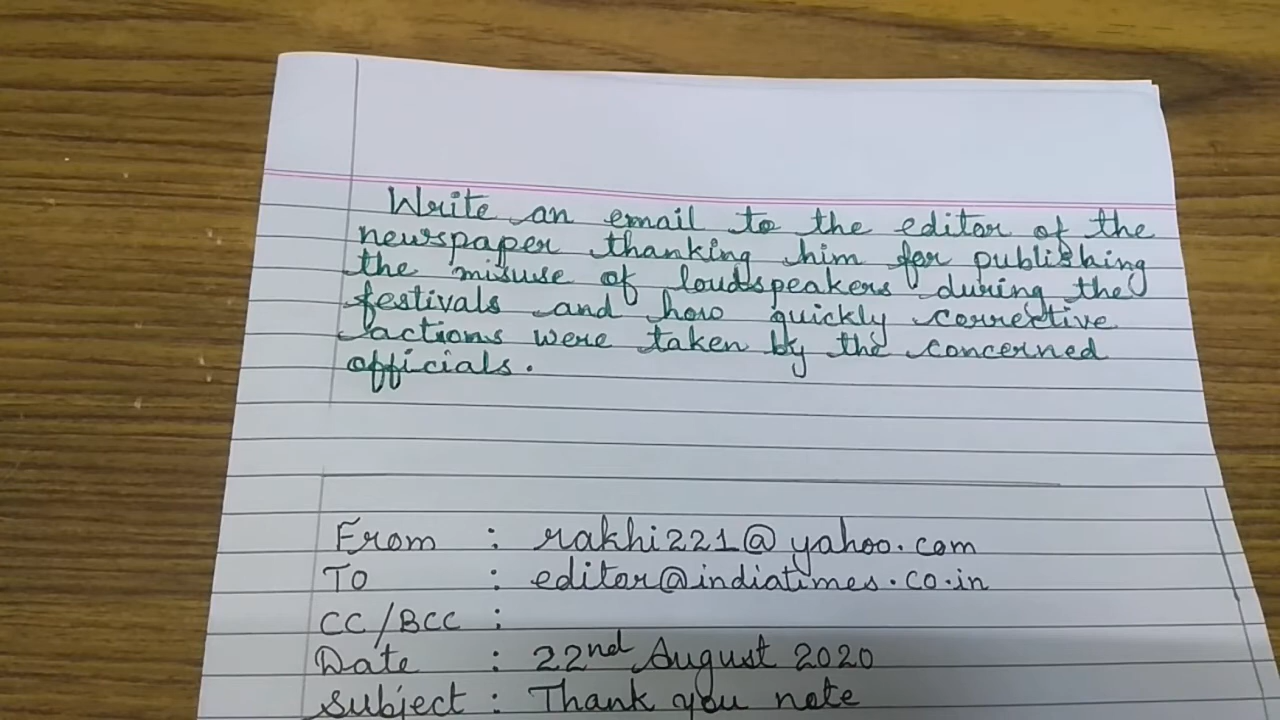 Write an email to the editor of the
newspaper thanking him for publishing
the misuse of loudspeakers during the
festivals and how quickly corrective
actions were taken by the concerned
officials.
From : rakhi221@yahoo.com
TO : editor@indiatimes.co.in
CC/BCC :
Date : 22nd August 2020
Subject : Thank you note